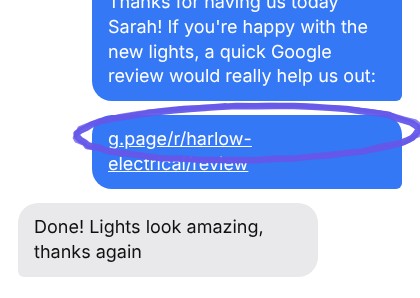 Thanks for having us today
Sarah! If you're happy with the
new lights, a quick Google
review would really help us out:
g.page/r/harlow-
electrical/review
Done! Lights look amazing,
thanks again